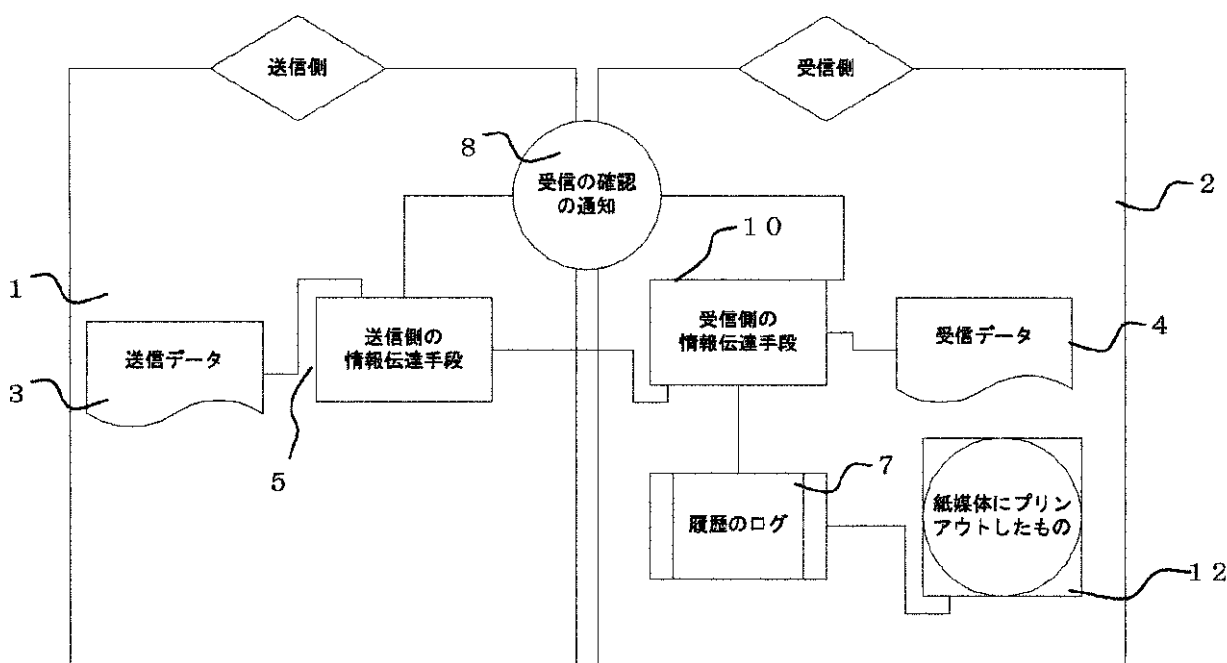 送信側
受信側
8
受信の確認
の通知
2
10
1
送信側の
情報伝達手段
受信側の
情報伝達手段
送信データ
受信データ
4
3
5
7
履歴のログ
紙媒体にプリン
アウトしたもの
12